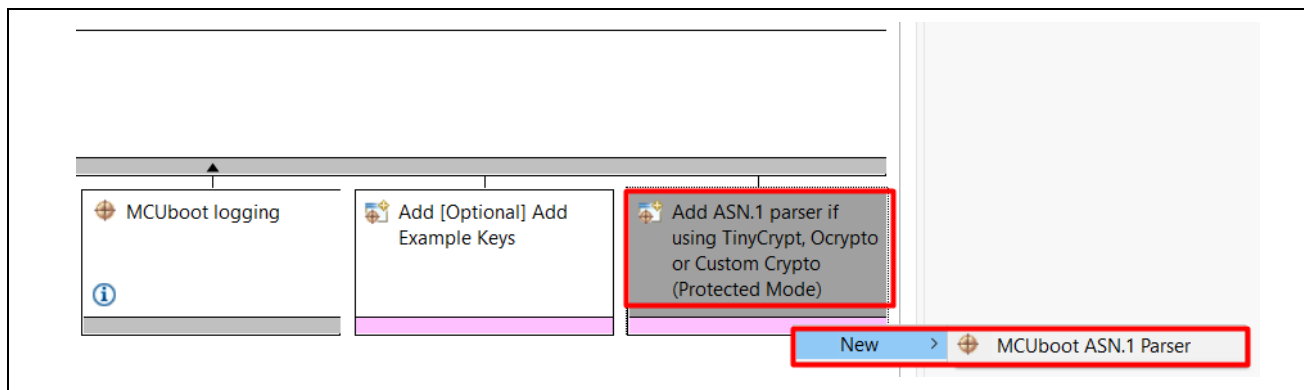 MCUboot logging
Add [Optional] Add
Example Keys
Add ASN.1 parser if
using TinyCrypt, Ocrypto
or Custom Crypto
(Protected Mode)
New > MCUboot ASN.1 Parser